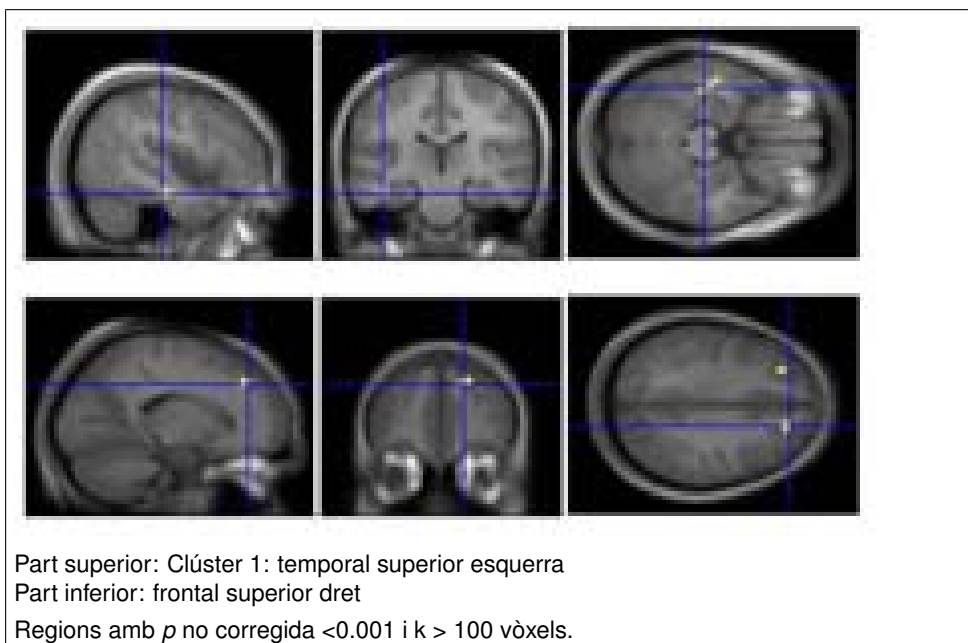 Part superior: Clúster 1: temporal superior esquerra
Part inferior: frontal superior dret
Regions amb p no corregida <0.001 i k > 100 vòxels.